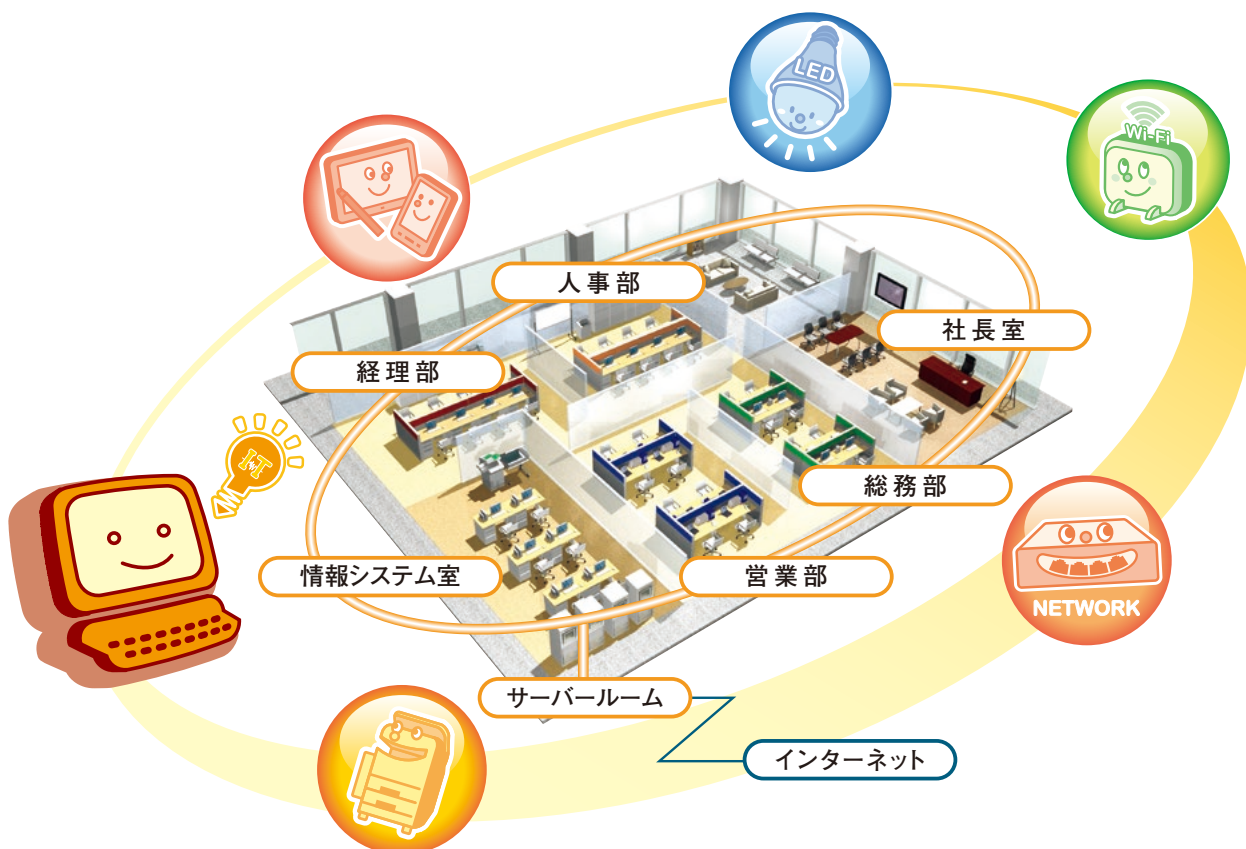 LED
Wi-Fi
人事部
社長室
経理部
IT
総務部
情報システム室
営業部
NETWORK
サーバールーム
インターネット